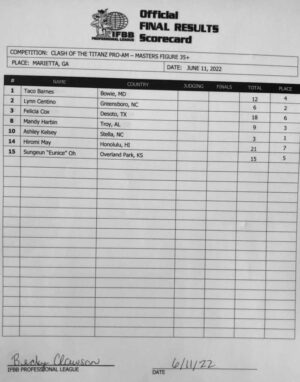 IFBB
PROFESSIONAL LEAGUE
Official
FINAL RESULTS
Scorecard
COMPETITION: CLASH OF THE TITANZ PRO-AM – MASTERS FIGURE 35+
PLACE: MARIETTA, GA DATE: JUNE 11, 2022
# NAME COUNTRY JUDGING FINALS TOTAL PLACE
1 Taco Barnes Bowie, MD 12 4
2 Lynn Centino Greensboro, NC 6 2
5 Felicia Cox Desoto, TX 18 6
8 Mandy Harbin Troy, AL 9 3
10 Ashley Kelsey Stella, NC 3 1
14 Hiromi May Honolulu, HI 21 7
15 Sungeun "Eunice" Oh Overland Park, KS 15 5
Becky Clawson 6/11/22
IFBB PROFESSIONAL LEAGUE DATE